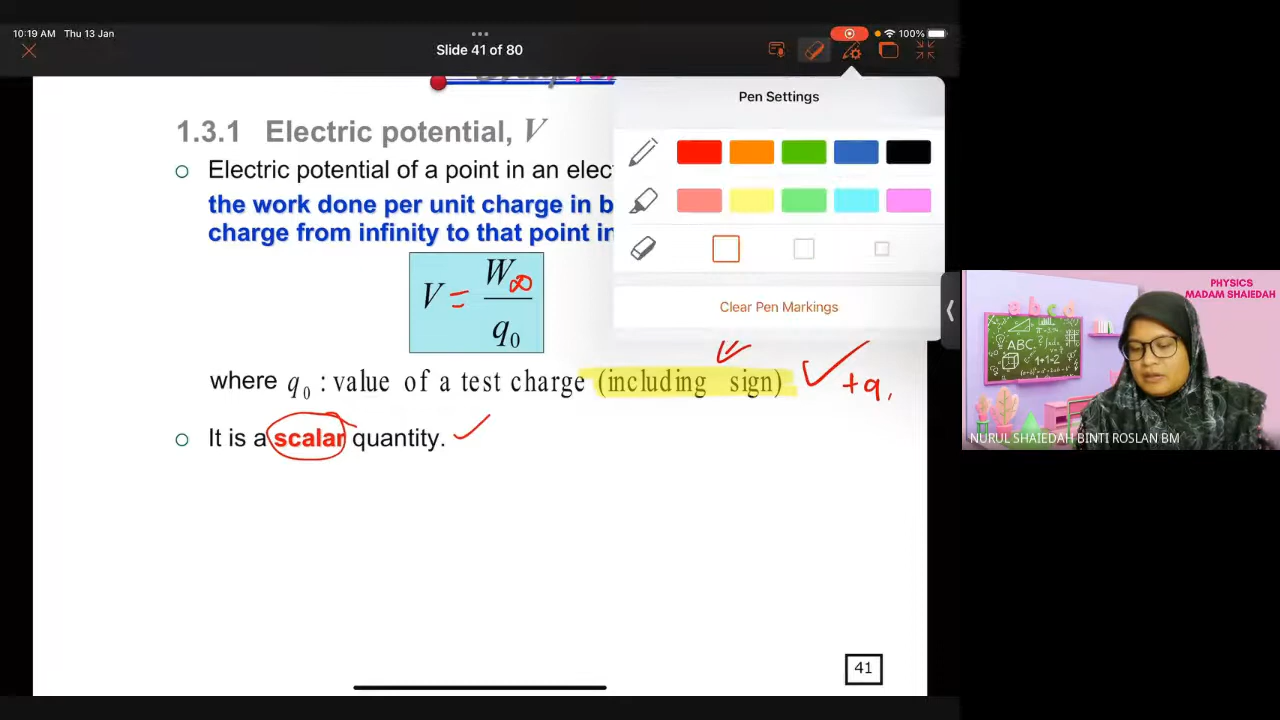 10:19 AM Thu 13 Jan
100%
Slide 41 of 80
Pen Settings
Clear Pen Markings
1.3.1 Electric potential, V
Electric potential of a point in an elec
the work done per unit charge in b
charge from infinity to that point in
V = W∞ / q0
where q0 : value of a test charge (including sign) ✓ +q.
It is a scalar quantity. ✓
41
PHYSICS
MADAM SHAIEDAH
a b c d
ABC
1+1=2
NURUL SHAIEDAH BINTI ROSLAN BM